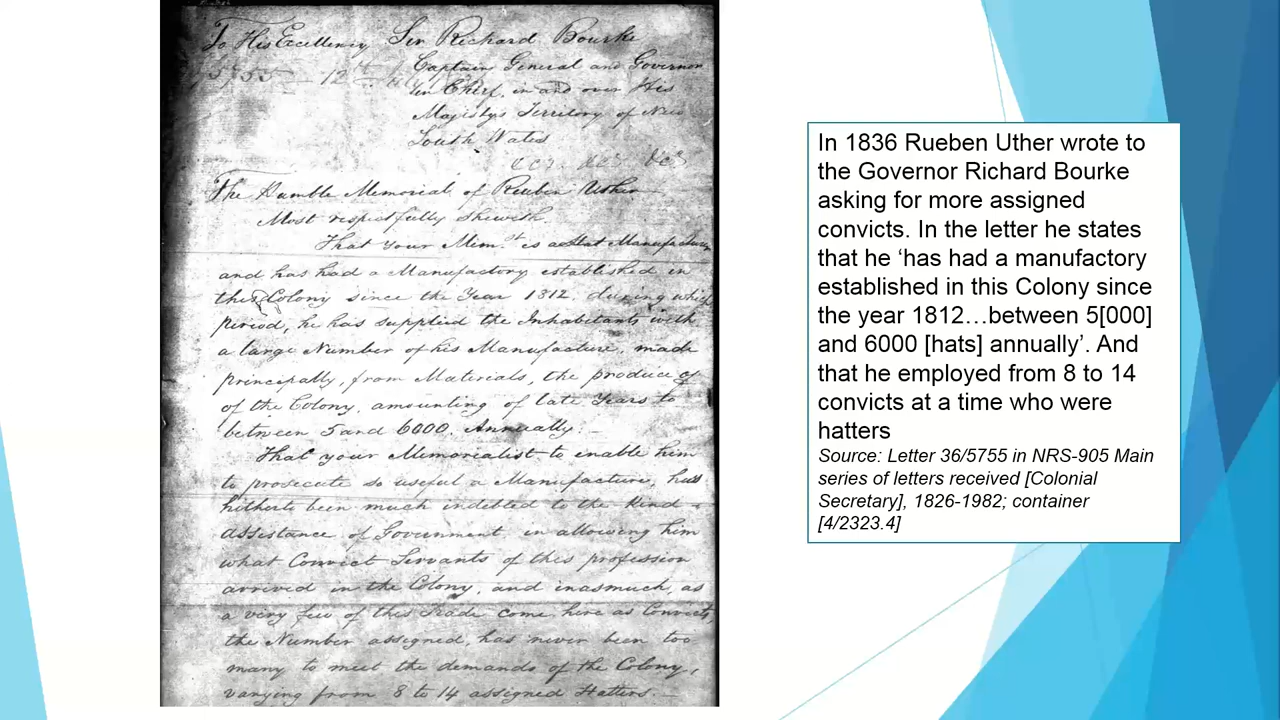 To His Excellency Sir Richard Bourke
Captain General and Governor
in Chief, in and over His
Majesty's Territory of New
South Wales
&c3. &c3 &c3
5755 12
The Humble Memorial of Reuben Uther
Most respectfully Sheweth
That Your Mem.st is a Hat Manufacturer
and has had a Manufactory established in
this Colony since the Year 1812, during which
period, he has supplied the Inhabitants with
a large Number of his Manufacture, made
principally, from Materials, the produce of
of the Colony, amounting of late Years to
between 5 and 6000. Annually.
That your Memorialist, to enable him
to prosecute so useful a Manufacture, has
hitherto been much indebted to the kind
assistance of Government in allowing him
what Convict Servants of this profession
arrived in the Colony, and inasmuch, as
a very few of this Trade come here as Convicts,
the Number assigned, has never been too
many to meet the demands of the Colony,
varying from 8 to 14 assigned Hatters.
In 1836 Rueben Uther wrote to
the Governor Richard Bourke
asking for more assigned
convicts. In the letter he states
that he ‘has had a manufactory
established in this Colony since
the year 1812…between 5[000]
and 6000 [hats] annually’. And
that he employed from 8 to 14
convicts at a time who were
hatters
Source: Letter 36/5755 in NRS-905 Main
series of letters received [Colonial
Secretary], 1826-1982; container
[4/2323.4]